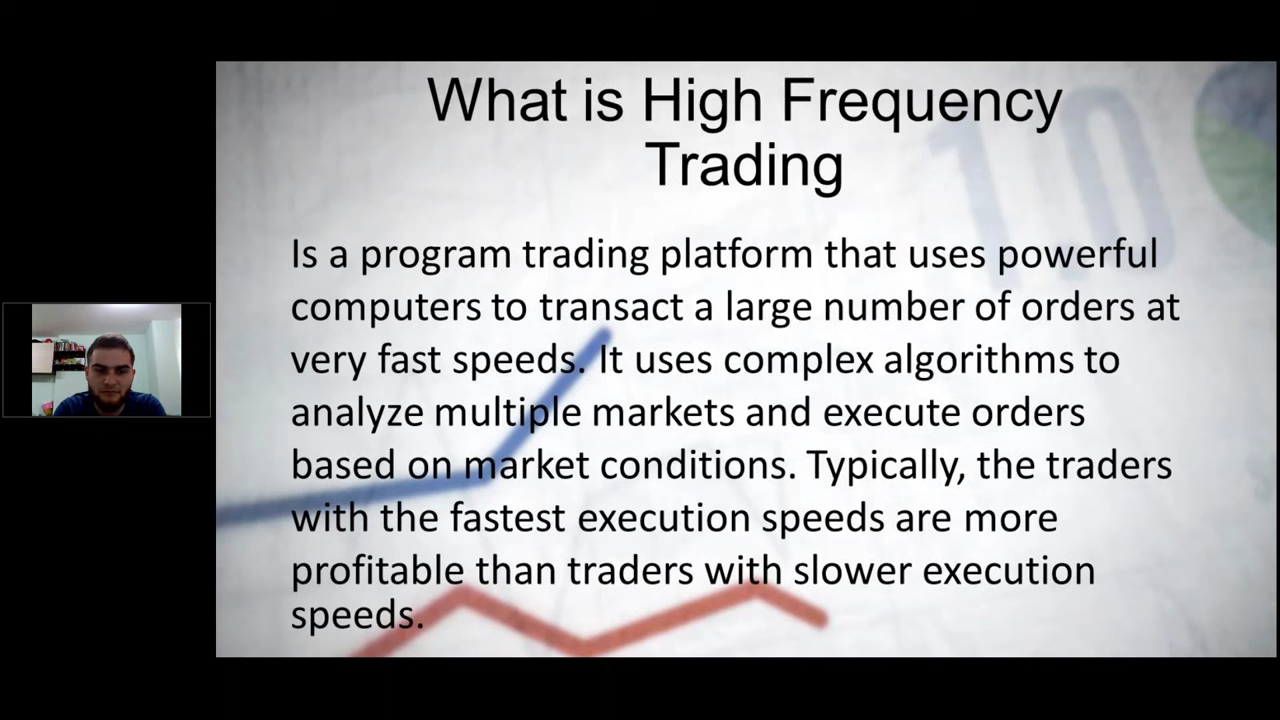 What is High Frequency
Trading
Is a program trading platform that uses powerful
computers to transact a large number of orders at
very fast speeds. It uses complex algorithms to
analyze multiple markets and execute orders
based on market conditions. Typically, the traders
with the fastest execution speeds are more
profitable than traders with slower execution
speeds.
10